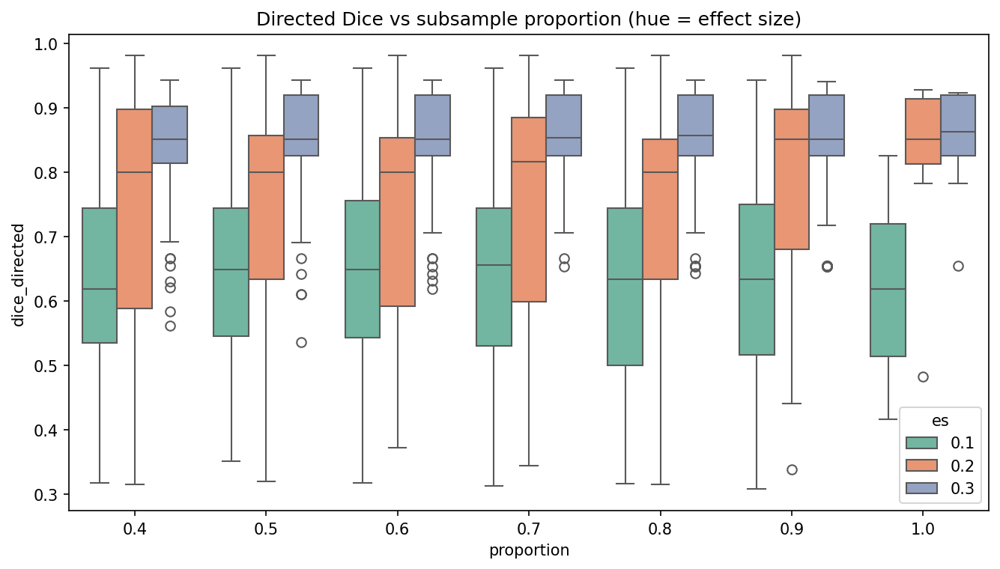 Directed Dice vs subsample proportion (hue = effect size)
dice_directed
1.0
0.9
0.8
0.7
0.6
0.5
0.4
0.3
es
0.1
0.2
0.3
0.4 0.5 0.6 0.7 0.8 0.9 1.0
proportion